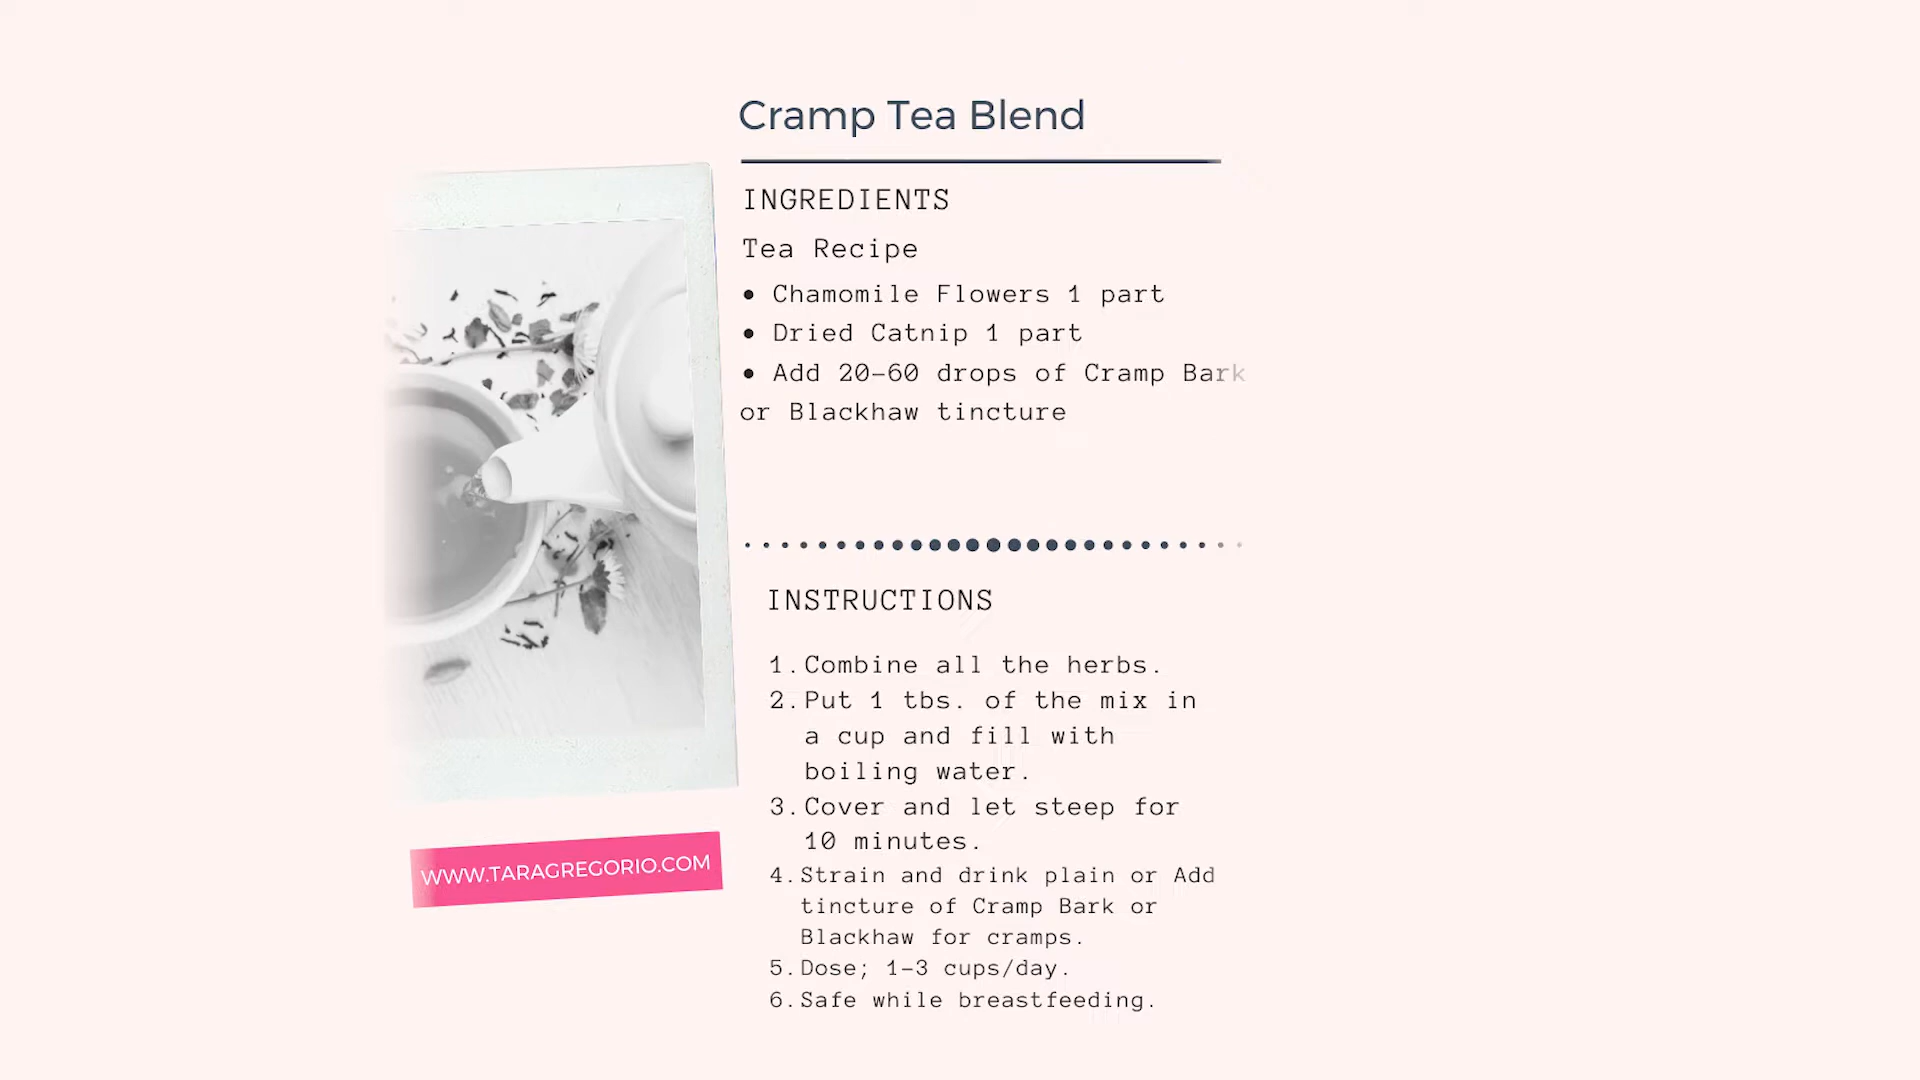 Cramp Tea Blend
INGREDIENTS
Tea Recipe
• Chamomile Flowers 1 part
• Dried Catnip 1 part
• Add 20-60 drops of Cramp Bark
or Blackhaw tincture
INSTRUCTIONS
1. Combine all the herbs.
2. Put 1 tbs. of the mix in
a cup and fill with
boiling water.
3. Cover and let steep for
10 minutes.
4. Strain and drink plain or Add
tincture of Cramp Bark or
Blackhaw for cramps.
5. Dose; 1-3 cups/day.
6. Safe while breastfeeding.
WWW.TARAGREGORIO.COM